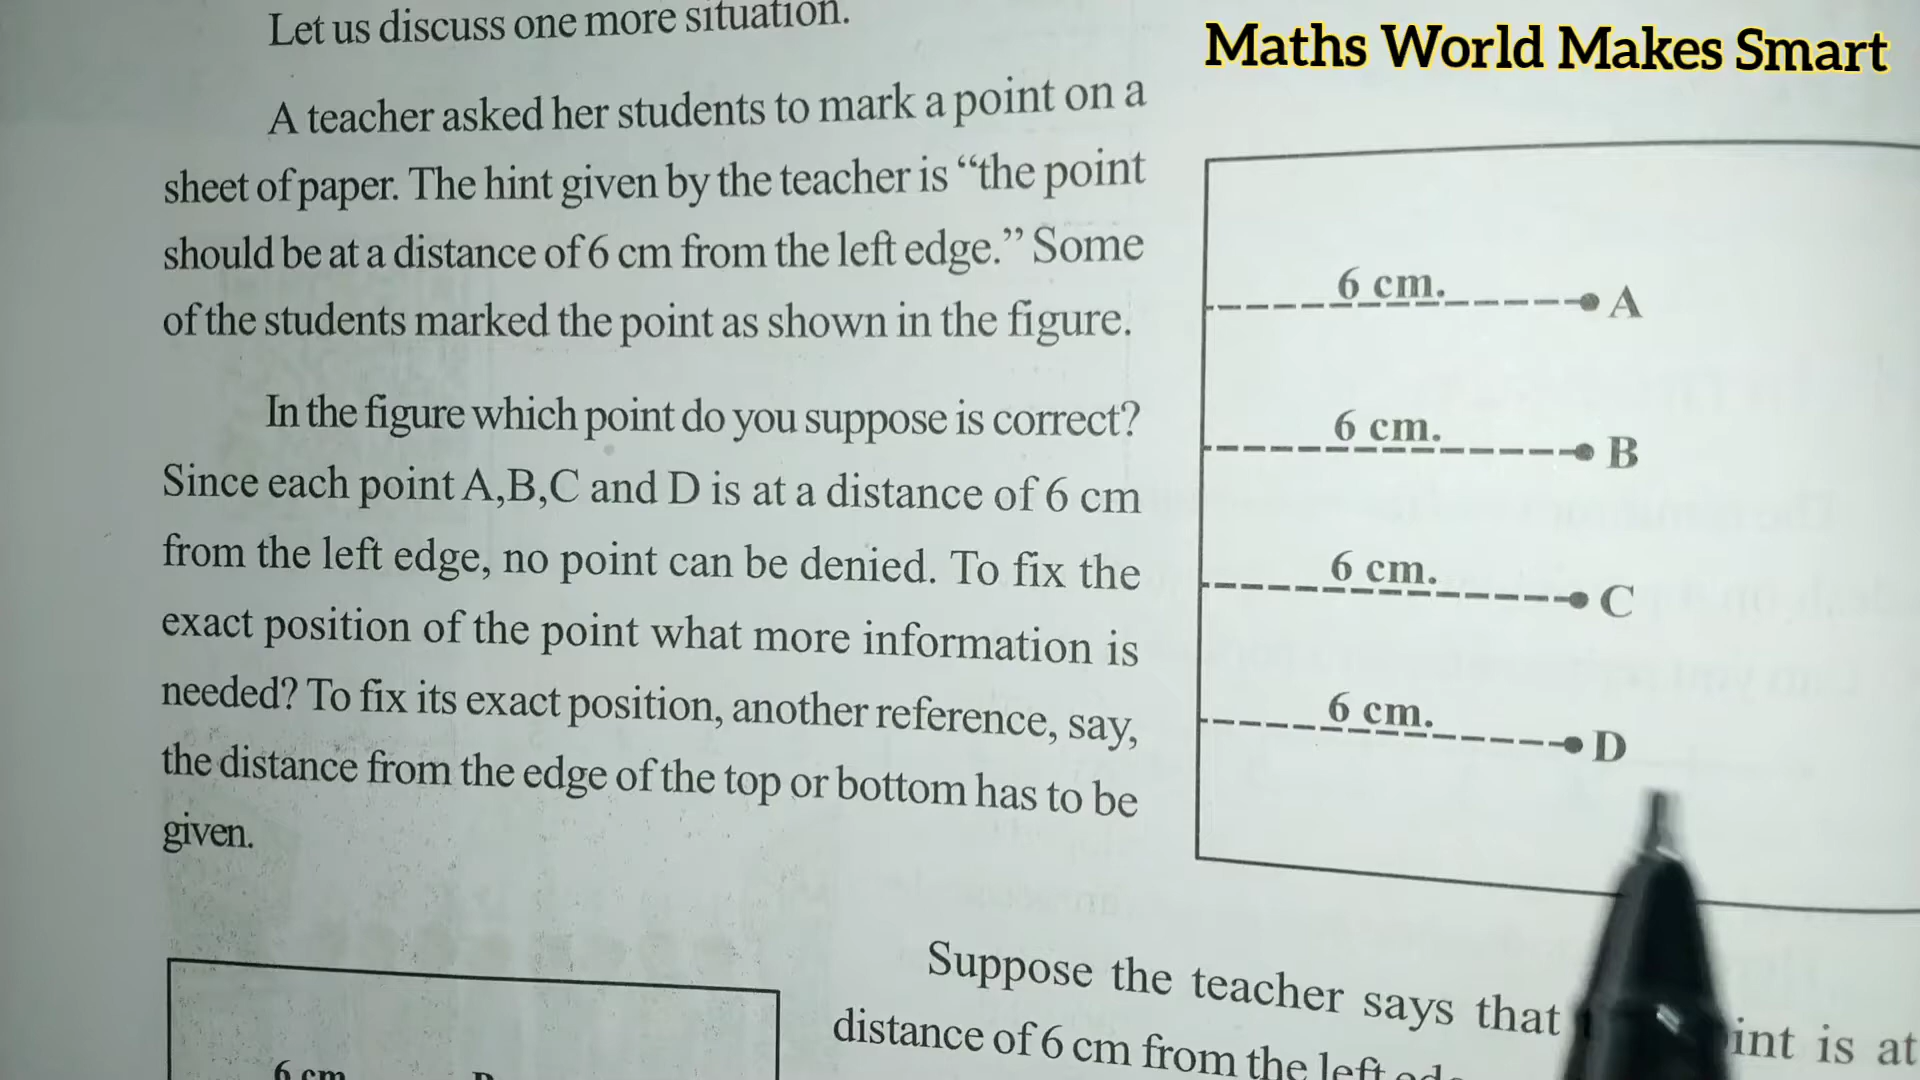 Let us discuss one more situation.
Maths World Makes Smart
A teacher asked her students to mark a point on a
sheet of paper. The hint given by the teacher is “the point
should be at a distance of 6 cm from the left edge.” Some
of the students marked the point as shown in the figure.
In the figure which point do you suppose is correct?
Since each point A,B,C and D is at a distance of 6 cm
from the left edge, no point can be denied. To fix the
exact position of the point what more information is
needed? To fix its exact position, another reference, say,
the distance from the edge of the top or bottom has to be
given.
6 cm.
A
6 cm.
B
6 cm.
C
6 cm.
D
Suppose the teacher says that
int is at
distance of 6 cm from the left
6 cm